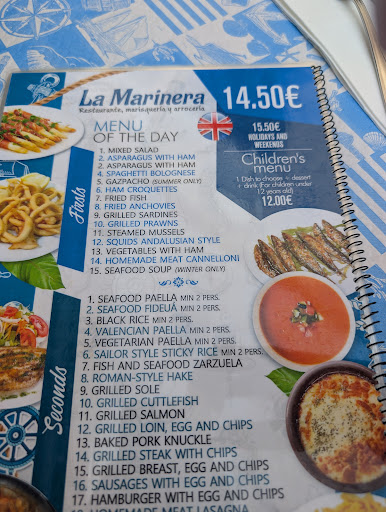 La Marinera
Restaurante, marisquería y arrocería
14.50€
MENU
OF THE DAY
15.50€
HOLIDAYS AND
WEEKENDS
Children's
menu
1 Dish to choose + dessert
+ drink (For children under
12 years old)
12.00€
Firsts
1. MIXED SALAD
2. ASPARAGUS WITH HAM
3. ASPARAGUS WITH HAM
4. SPAGHETTI BOLOGNESE
5. GAZPACHO (SUMMER ONLY)
6. HAM CROQUETTES
7. FRIED FISH
8. FRIED ANCHOVIES
9. GRILLED SARDINES
10. GRILLED PRAWNS
11. STEAMED MUSSELS
12. SQUIDS ANDALUSIAN STYLE
13. VEGETABLES WITH HAM
14. HOMEMADE MEAT CANNELLONI
15. SEAFOOD SOUP (WINTER ONLY)
Seconds
1. SEAFOOD PAELLA MIN 2 PERS.
2. SEAFOOD FIDEUÁ MIN 2 PERS.
3. BLACK RICE MIN 2 PERS.
4. VALENCIAN PAELLA MIN 2 PERS.
5. VEGETARIAN PAELLA MIN 2 PERS.
6. SAILOR STYLE STICKY RICE MIN 2 PERS.
7. FISH AND SEAFOOD ZARZUELA
8. ROMAN-STYLE HAKE
9. GRILLED SOLE
10. GRILLED CUTTLEFISH
11. GRILLED SALMON
12. GRILLED LOIN, EGG AND CHIPS
13. BAKED PORK KNUCKLE
14. GRILLED STEAK WITH CHIPS
15. GRILLED BREAST, EGG AND CHIPS
16. SAUSAGES WITH EGG AND CHIPS
17. HAMBURGER WITH EGG AND CHIPS
18. HOMEMADE MEAT LASAGNA